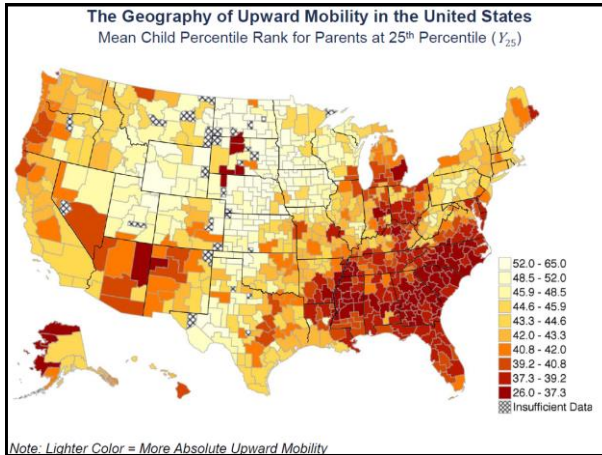 The Geography of Upward Mobility in the United States
Mean Child Percentile Rank for Parents at 25th Percentile (Y25)
52.0 - 65.0
48.5 - 52.0
45.9 - 48.5
44.6 - 45.9
43.3 - 44.6
42.0 - 43.3
40.8 - 42.0
39.2 - 40.8
37.3 - 39.2
26.0 - 37.3
Insufficient Data
Note: Lighter Color = More Absolute Upward Mobility